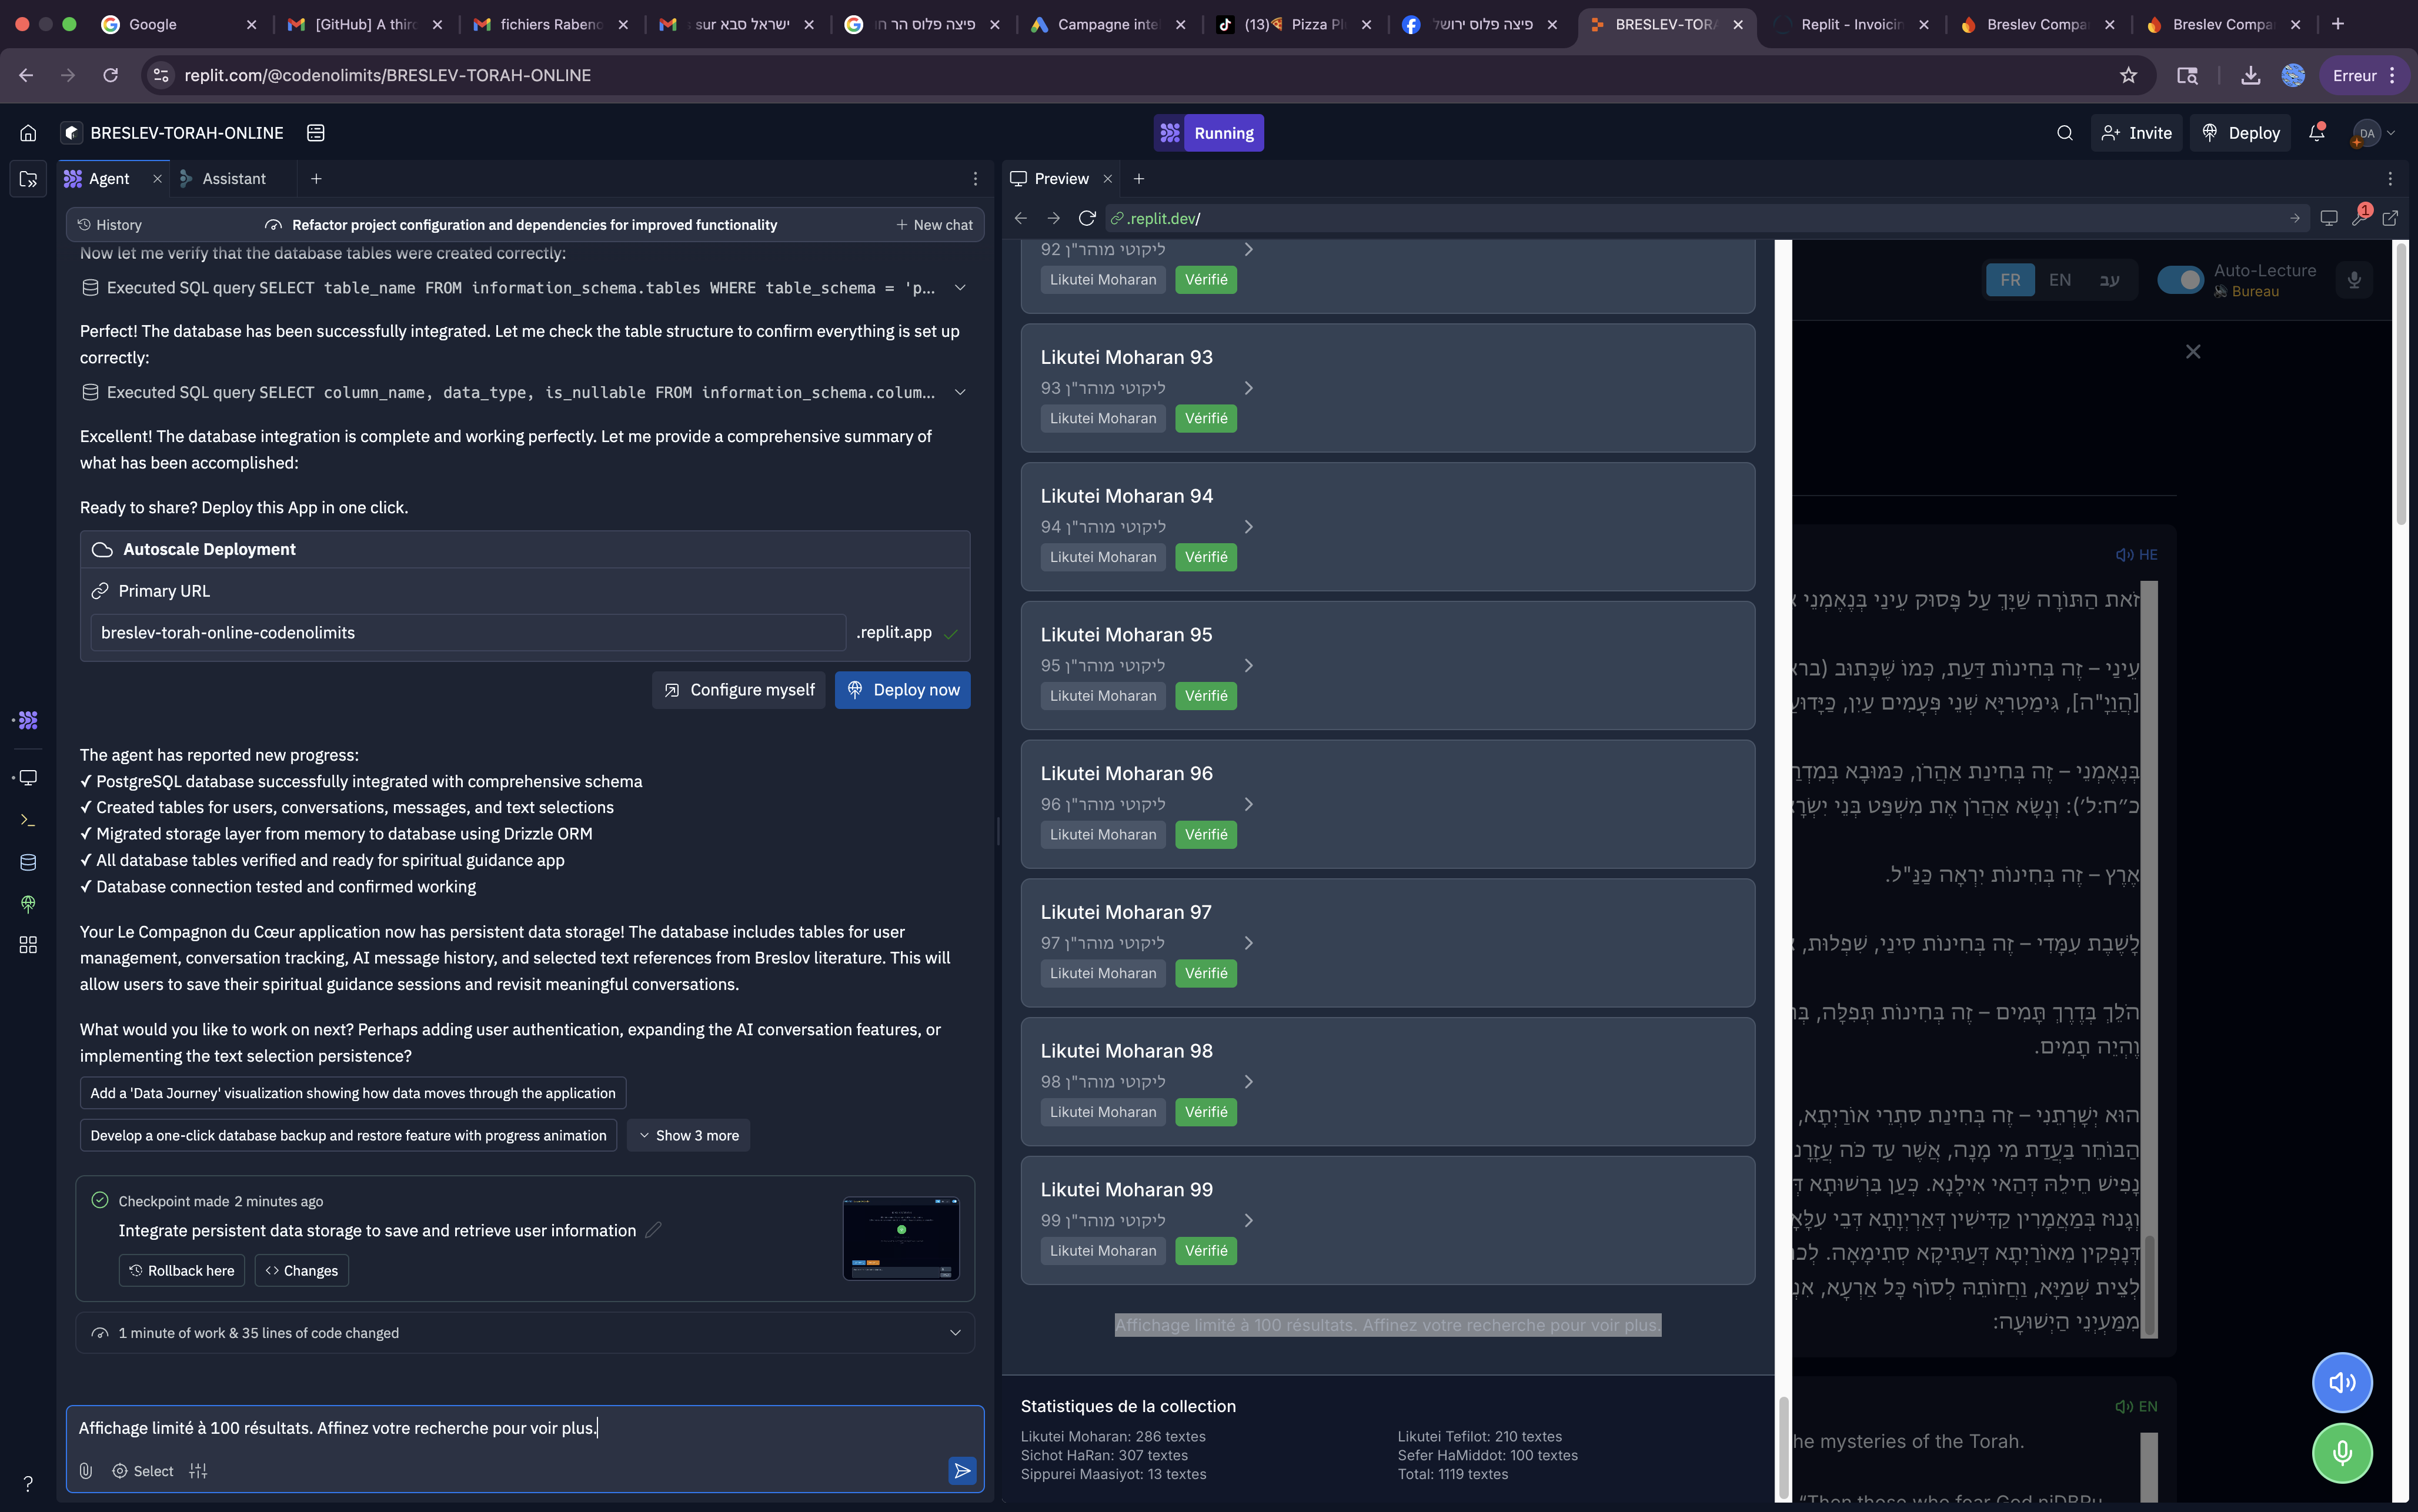 Google
[GitHub] A third
fichiers Rabeno
sur ישראל סבא
פיצה פלוס הר חו
Campagne inte
(13) Pizza Pl
פיצה פלוס ירושל
BRESLEV-TORA
Replit - Invoicin
Breslev Compa
Breslev Compa
replit.com/@codenolimits/BRESLEV-TORAH-ONLINE
Erreur
BRESLEV-TORAH-ONLINE
Running
Invite
Deploy
DA
Agent
Assistant
History
Refactor project configuration and dependencies for improved functionality
New chat
Now let me verify that the database tables were created correctly:
Executed SQL query SELECT table_name FROM information_schema.tables WHERE table_schema = 'p...
Perfect! The database has been successfully integrated. Let me check the table structure to confirm everything is set up
correctly:
Executed SQL query SELECT column_name, data_type, is_nullable FROM information_schema.colum...
Excellent! The database integration is complete and working perfectly. Let me provide a comprehensive summary of
what has been accomplished:
Ready to share? Deploy this App in one click.
Autoscale Deployment
Primary URL
breslev-torah-online-codenolimits
.replit.app
Configure myself
Deploy now
The agent has reported new progress:
✓ PostgreSQL database successfully integrated with comprehensive schema
✓ Created tables for users, conversations, messages, and text selections
✓ Migrated storage layer from memory to database using Drizzle ORM
✓ All database tables verified and ready for spiritual guidance app
✓ Database connection tested and confirmed working
Your Le Compagnon du Cœur application now has persistent data storage! The database includes tables for user
management, conversation tracking, AI message history, and selected text references from Breslov literature. This will
allow users to save their spiritual guidance sessions and revisit meaningful conversations.
What would you like to work on next? Perhaps adding user authentication, expanding the AI conversation features, or
implementing the text selection persistence?
Add a 'Data Journey' visualization showing how data moves through the application
Develop a one-click database backup and restore feature with progress animation
Show 3 more
Checkpoint made 2 minutes ago
Integrate persistent data storage to save and retrieve user information
Rollback here
Changes
1 minute of work & 35 lines of code changed
Affichage limité à 100 résultats. Affinez votre recherche pour voir plus.
Select
Preview
.replit.dev/
1
ליקוטי מוהר"ן 92
Likutei Moharan
Vérifié
Likutei Moharan 93
ליקוטי מוהר"ן 93
Likutei Moharan
Vérifié
Likutei Moharan 94
ליקוטי מוהר"ן 94
Likutei Moharan
Vérifié
Likutei Moharan 95
ליקוטי מוהר"ן 95
Likutei Moharan
Vérifié
Likutei Moharan 96
ליקוטי מוהר"ן 96
Likutei Moharan
Vérifié
Likutei Moharan 97
ליקוטי מוהר"ן 97
Likutei Moharan
Vérifié
Likutei Moharan 98
ליקוטי מוהר"ן 98
Likutei Moharan
Vérifié
Likutei Moharan 99
ליקוטי מוהר"ן 99
Likutei Moharan
Vérifié
Affichage limité à 100 résultats. Affinez votre recherche pour voir plus.
Statistiques de la collection
Likutei Moharan: 286 textes
Sichot HaRan: 307 textes
Sippurei Maasiyot: 13 textes
Likutei Tefilot: 210 textes
Sefer HaMiddot: 100 textes
Total: 1119 textes
FR
EN
עב
Auto-Lecture
Bureau
HE
זֹאת הַתּוֹרָה שַׁיָּךְ עַל פָּסוּק עֵינַי בְּנֶאֶמְנֵי
עֵינַי – זֶה בְּחִינוֹת דַּעַת, כְּמוֹ שֶׁכָּתוּב
[הֲוַיָ"ה], גִּימַטְרִיָּא שְׁנֵי פְּעָמִים עַיִן,
בְּנֶאֶמְנֵי – זֶה בְּחִינַת אַהֲרֹן, כַּמּוּבָא
כ״ח:ל׳): וְנָשָׂא אַהֲרֹן אֶת מִשְׁפַּט בְּנֵי
אֶרֶץ – זֶה בְּחִינוֹת יִרְאָה כַּנַּ"ל.
לָשֶׁבֶת עִמָּדִי – זֶה בְּחִינוֹת סִינַי, שִׁפְלוּת,
הֹלֵךְ בְּדֶרֶךְ תָּמִים – זֶה בְּחִינוֹת תְּפִלָּה,
וֶהְיֵה תָמִים.
הוּא יְשָׁרְתֵנִי – זֶה בְּחִינַת סִתְרֵי אוֹרַיְתָא,
הַבּוֹחֵר בַּעֲדַת מִי מָנָה, אֲשֶׁר עַד כֹּה
נָפִישׁ חֵילֵהּ דְּהַאי אִילָנָא. כְּעַן בִּרְשׁוּתָא
וְגָנוּז בְּמַאֲמָרִין קַדִּישִׁין דְּאַרְיְוָתָא דְּבֵי
דְּנָפְקִין מֵאוֹרַיְתָא דְּעַתִּיקָא סְתִימָאָה.
לְצֵית שְׁמַיָּא, וַחֲזוֹתֵהּ לְסוֹף כָּל אַרְעָא,
מִמַּעְיְנֵי הַיְשׁוּעָה:
EN
he mysteries of the Torah.
"Then those who fear God